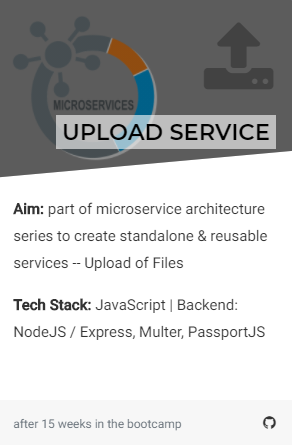 MICROSERVICES
UPLOAD SERVICE
Aim: part of microservice architecture
series to create standalone & reusable
services -- Upload of Files
Tech Stack: JavaScript | Backend:
NodeJS / Express, Multer, PassportJS
after 15 weeks in the bootcamp